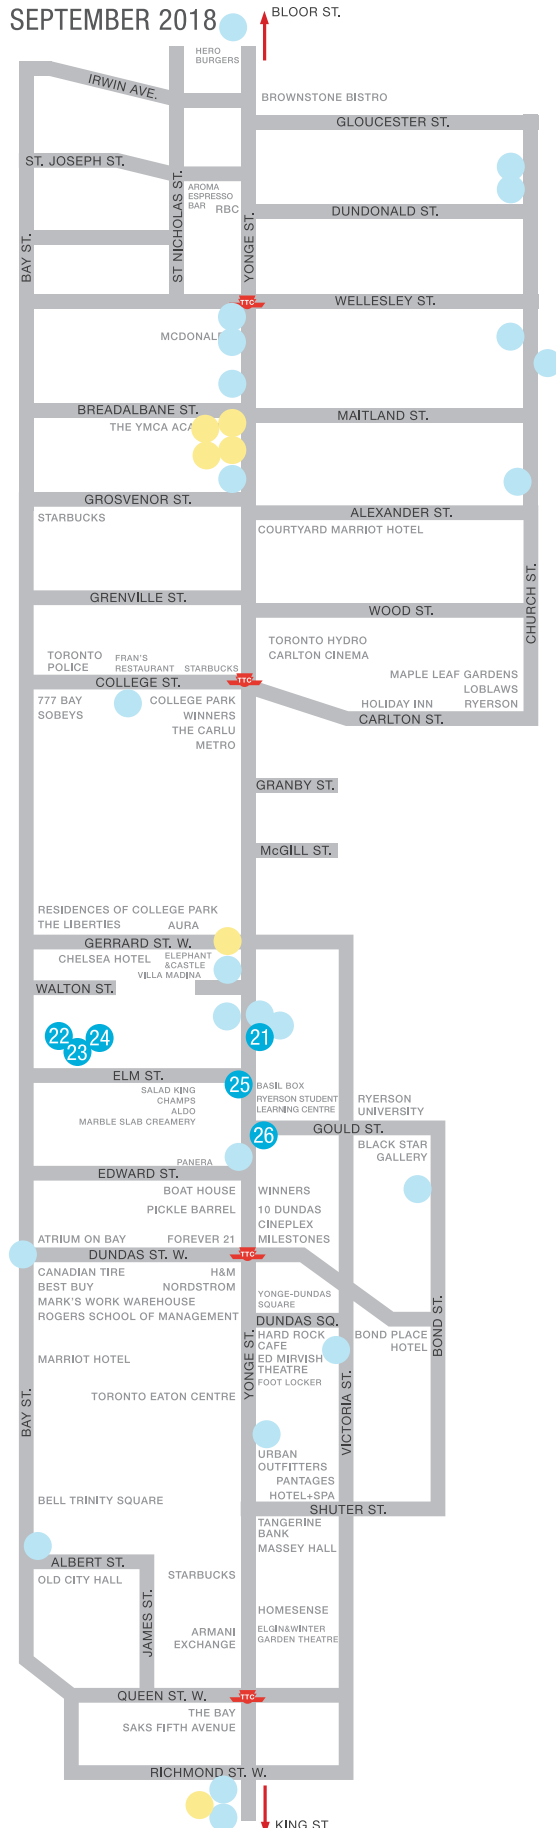 SEPTEMBER 2018
BLOOR ST.
HERO
BURGERS
IRWIN AVE.
BROWNSTONE BISTRO
GLOUCESTER ST.
ST. JOSEPH ST.
ST NICHOLAS ST.
AROMA
ESPRESSO
BAR
RBC
DUNDONALD ST.
BAY ST.
YONGE ST.
TTC
WELLESLEY ST.
BREADALBANE ST.
MAITLAND ST.
THE YMCA
GROSVENOR ST.
STARBUCKS
ALEXANDER ST.
COURTYARD MARRIOT HOTEL
CHURCH ST.
GRENVILLE ST.
WOOD ST.
TORONTO HYDRO
CARLTON CINEMA
TORONTO
POLICE
FRAN'S
RESTAURANT
STARBUCKS
MAPLE LEAF GARDENS
LOBLAWS
RYERSON
HOLIDAY INN
COLLEGE ST.
TTC
777 BAY
SOBEYS
COLLEGE PARK
WINNERS
THE CARLU
METRO
CARLTON ST.
GRANBY ST.
McGILL ST.
RESIDENCES OF COLLEGE PARK
THE LIBERTIES
AURA
GERRARD ST. W.
CHELSEA HOTEL
ELEPHANT
&CASTLE
VILLA MADINA
WALTON ST.
22
23
24
21
ELM ST.
25
BASIL BOX
RYERSON STUDENT
LEARNING CENTRE
SALAD KING
CHAMPS
ALDO
MARBLE SLAB CREAMERY
RYERSON
UNIVERSITY
26
GOULD ST.
BLACK STAR
GALLERY
PANERA
EDWARD ST.
BOAT HOUSE
PICKLE BARREL
FOREVER 21
WINNERS
10 DUNDAS
CINEPLEX
MILESTONES
ATRIUM ON BAY
DUNDAS ST. W.
TTC
CANADIAN TIRE
BEST BUY
MARK'S WORK WAREHOUSE
ROGERS SCHOOL OF MANAGEMENT
H&M
NORDSTROM
YONGE-DUNDAS
SQUARE
DUNDAS SQ.
HARD ROCK
CAFE
ED MIRVISH
THEATRE
FOOT LOCKER
BOND PLACE
HOTEL
BOND ST.
MARRIOT HOTEL
YONGE ST.
BAY ST.
VICTORIA ST.
TORONTO EATON CENTRE
URBAN
OUTFITTERS
PANTAGES
HOTEL+SPA
BELL TRINITY SQUARE
SHUTER ST.
TANGERINE
BANK
MASSEY HALL
ALBERT ST.
OLD CITY HALL
STARBUCKS
JAMES ST.
HOMESENSE
ARMANI
EXCHANGE
ELGIN&WINTER
GARDEN THEATRE
QUEEN ST. W.
TTC
THE BAY
SAKS FIFTH AVENUE
RICHMOND ST. W.
KING ST.